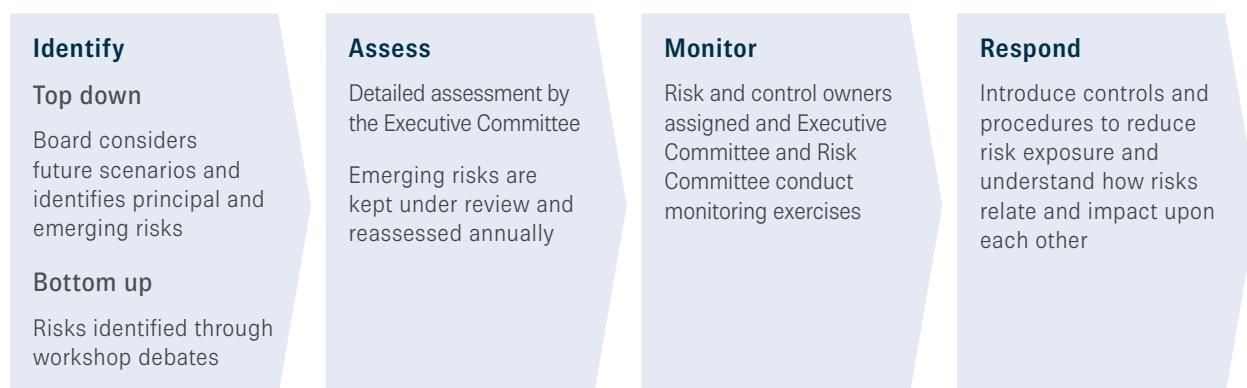 Identify
Top down
Board considers
future scenarios and
identifies principal and
emerging risks
Bottom up
Risks identified through
workshop debates
Assess
Detailed assessment by
the Executive Committee
Emerging risks are
kept under review and
reassessed annually
Monitor
Risk and control owners
assigned and Executive
Committee and Risk
Committee conduct
monitoring exercises
Respond
Introduce controls and
procedures to reduce
risk exposure and
understand how risks
relate and impact upon
each other